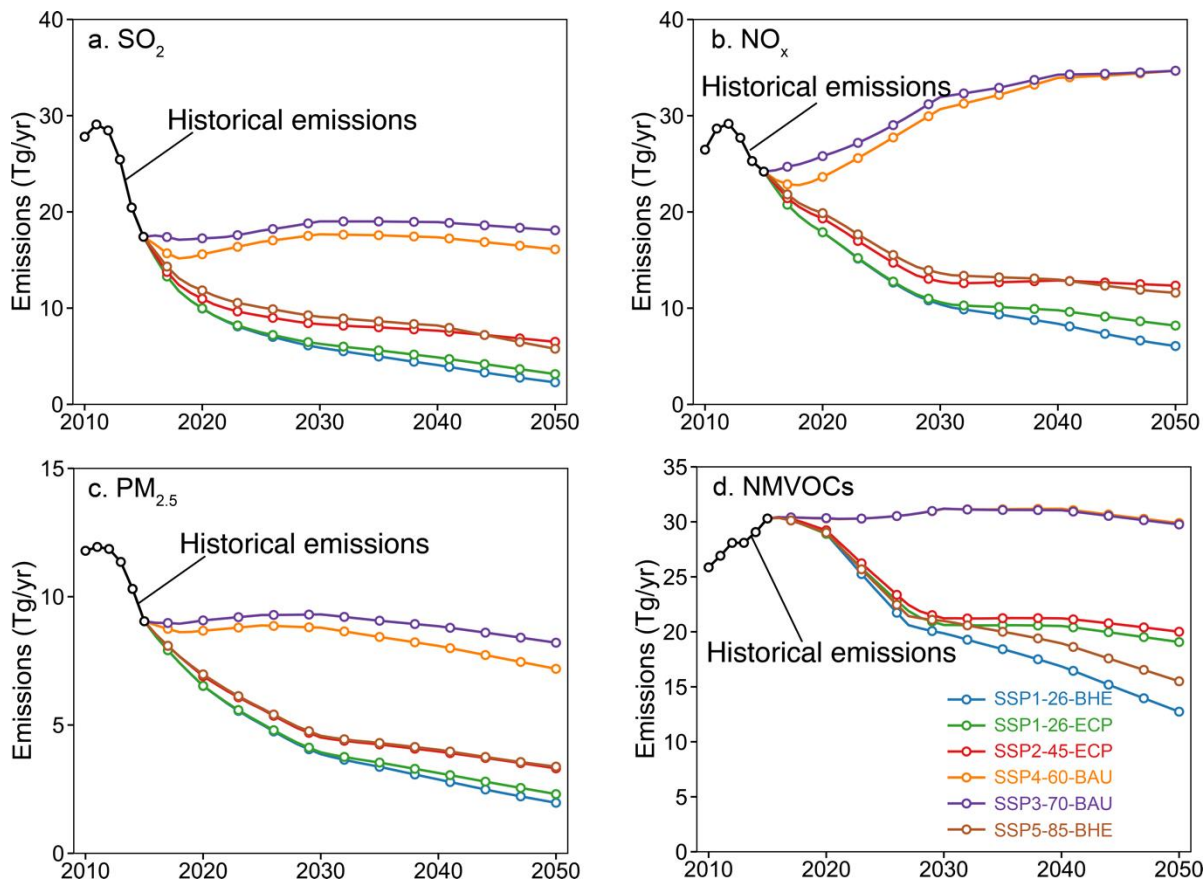 a. SO2
Historical emissions
Emissions (Tg/yr)
40
30
20
10
0
2010 2020 2030 2040 2050
b. NOx
Historical emissions
Emissions (Tg/yr)
40
30
20
10
0
2010 2020 2030 2040 2050
c. PM2.5
Historical emissions
Emissions (Tg/yr)
15
10
5
0
2010 2020 2030 2040 2050
d. NMVOCs
Historical emissions
Emissions (Tg/yr)
35
30
25
20
15
10
5
0
SSP1-26-BHE
SSP1-26-ECP
SSP2-45-ECP
SSP4-60-BAU
SSP3-70-BAU
SSP5-85-BHE
2010 2020 2030 2040 2050